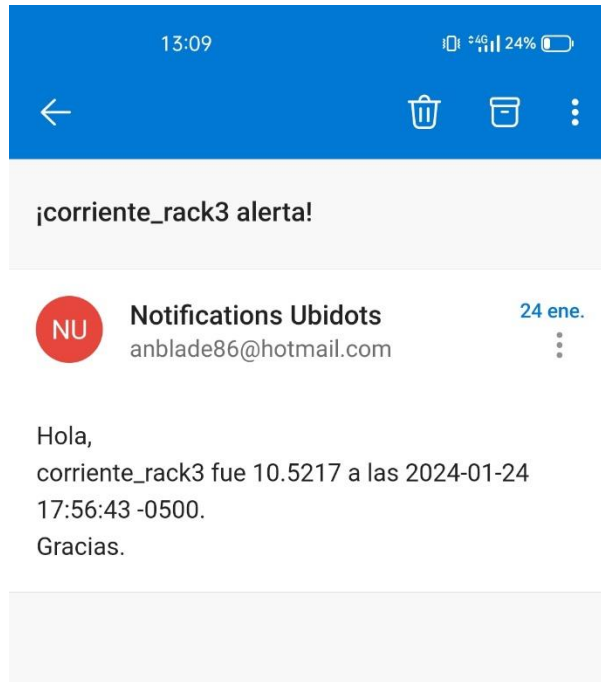 13:09
4G 24%
¡corriente_rack3 alerta!
NU
Notifications Ubidots
24 ene.
anblade86@hotmail.com
Hola,
corriente_rack3 fue 10.5217 a las 2024-01-24
17:56:43 -0500.
Gracias.